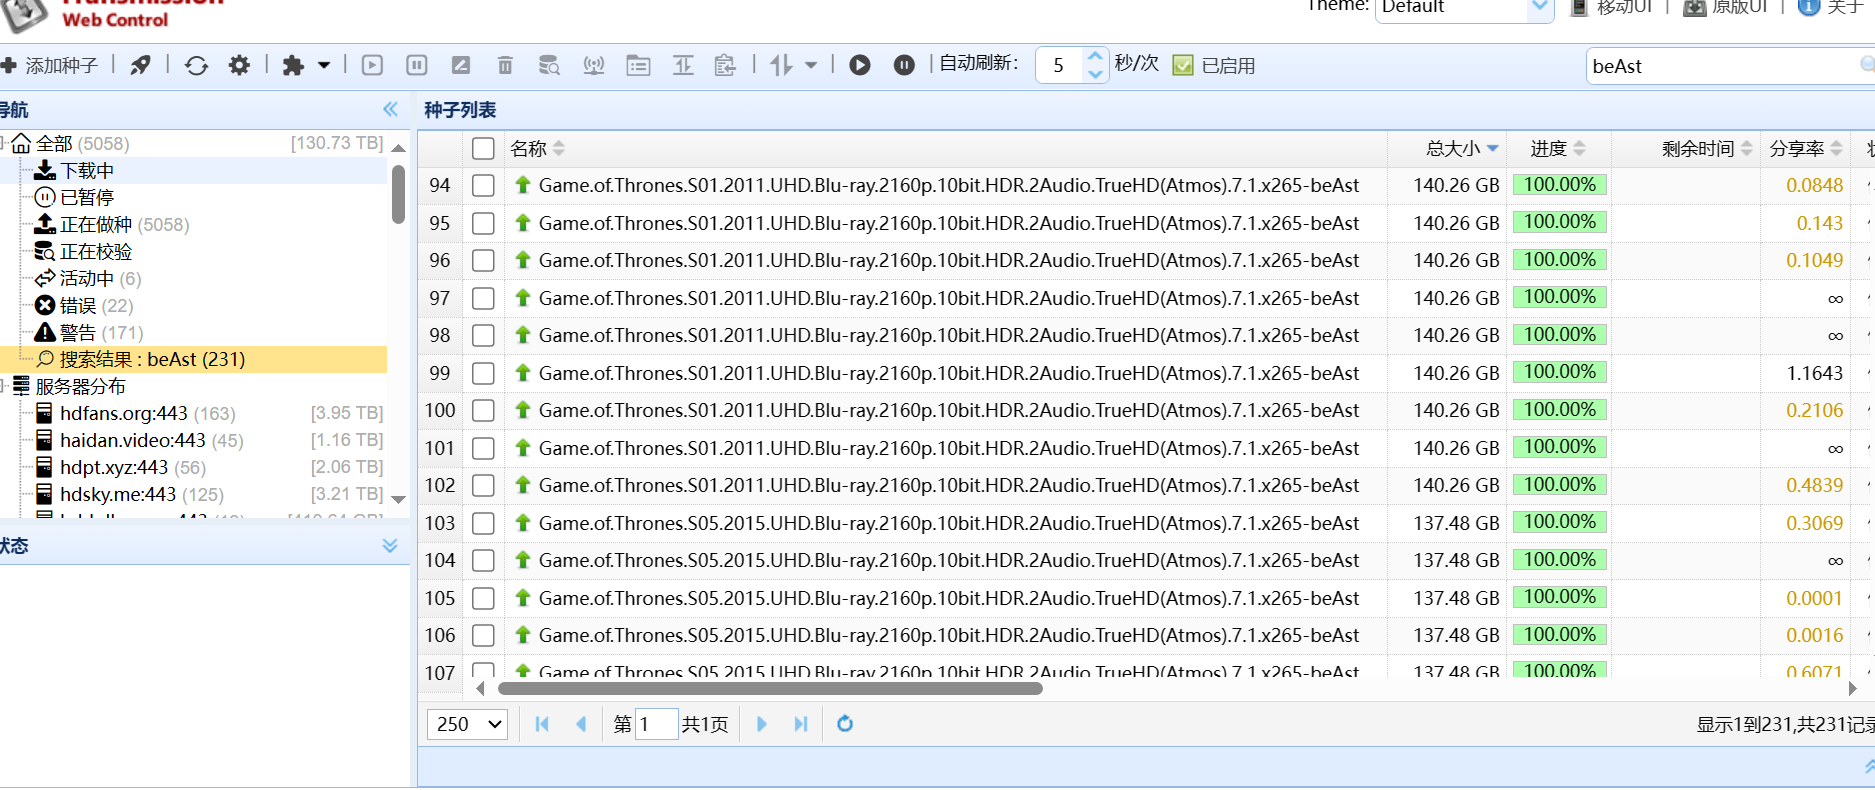 Transmission
Web Control
Theme: Default 移动UI | 原版UI | 关于
添加种子 自动刷新: 5 秒/次 已启用 beAst
导航
种子列表
全部 (5058) [130.73 TB]
下载中
已暂停
正在做种 (5058)
正在校验
活动中 (6)
错误 (22)
警告 (171)
搜索结果 : beAst (231)
服务器分布
hdfans.org:443 (163) [3.95 TB]
haidan.video:443 (45) [1.16 TB]
hdpt.xyz:443 (56) [2.06 TB]
hdsky.me:443 (125) [3.21 TB]
状态
名称 总大小 进度 剩余时间 分享率
94 Game.of.Thrones.S01.2011.UHD.Blu-ray.2160p.10bit.HDR.2Audio.TrueHD(Atmos).7.1.x265-beAst 140.26 GB 100.00% 0.0848
95 Game.of.Thrones.S01.2011.UHD.Blu-ray.2160p.10bit.HDR.2Audio.TrueHD(Atmos).7.1.x265-beAst 140.26 GB 100.00% 0.143
96 Game.of.Thrones.S01.2011.UHD.Blu-ray.2160p.10bit.HDR.2Audio.TrueHD(Atmos).7.1.x265-beAst 140.26 GB 100.00% 0.1049
97 Game.of.Thrones.S01.2011.UHD.Blu-ray.2160p.10bit.HDR.2Audio.TrueHD(Atmos).7.1.x265-beAst 140.26 GB 100.00% ∞
98 Game.of.Thrones.S01.2011.UHD.Blu-ray.2160p.10bit.HDR.2Audio.TrueHD(Atmos).7.1.x265-beAst 140.26 GB 100.00% ∞
99 Game.of.Thrones.S01.2011.UHD.Blu-ray.2160p.10bit.HDR.2Audio.TrueHD(Atmos).7.1.x265-beAst 140.26 GB 100.00% 1.1643
100 Game.of.Thrones.S01.2011.UHD.Blu-ray.2160p.10bit.HDR.2Audio.TrueHD(Atmos).7.1.x265-beAst 140.26 GB 100.00% 0.2106
101 Game.of.Thrones.S01.2011.UHD.Blu-ray.2160p.10bit.HDR.2Audio.TrueHD(Atmos).7.1.x265-beAst 140.26 GB 100.00% ∞
102 Game.of.Thrones.S01.2011.UHD.Blu-ray.2160p.10bit.HDR.2Audio.TrueHD(Atmos).7.1.x265-beAst 140.26 GB 100.00% 0.4839
103 Game.of.Thrones.S05.2015.UHD.Blu-ray.2160p.10bit.HDR.2Audio.TrueHD(Atmos).7.1.x265-beAst 137.48 GB 100.00% 0.3069
104 Game.of.Thrones.S05.2015.UHD.Blu-ray.2160p.10bit.HDR.2Audio.TrueHD(Atmos).7.1.x265-beAst 137.48 GB 100.00% ∞
105 Game.of.Thrones.S05.2015.UHD.Blu-ray.2160p.10bit.HDR.2Audio.TrueHD(Atmos).7.1.x265-beAst 137.48 GB 100.00% 0.0001
106 Game.of.Thrones.S05.2015.UHD.Blu-ray.2160p.10bit.HDR.2Audio.TrueHD(Atmos).7.1.x265-beAst 137.48 GB 100.00% 0.0016
107 Game.of.Thrones.S05.2015.UHD.Blu-ray.2160p.10bit.HDR.2Audio.TrueHD(Atmos).7.1.x265-beAst 137.48 GB 100.00% 0.6071
250 第 1 共1页 显示1到231,共231记录